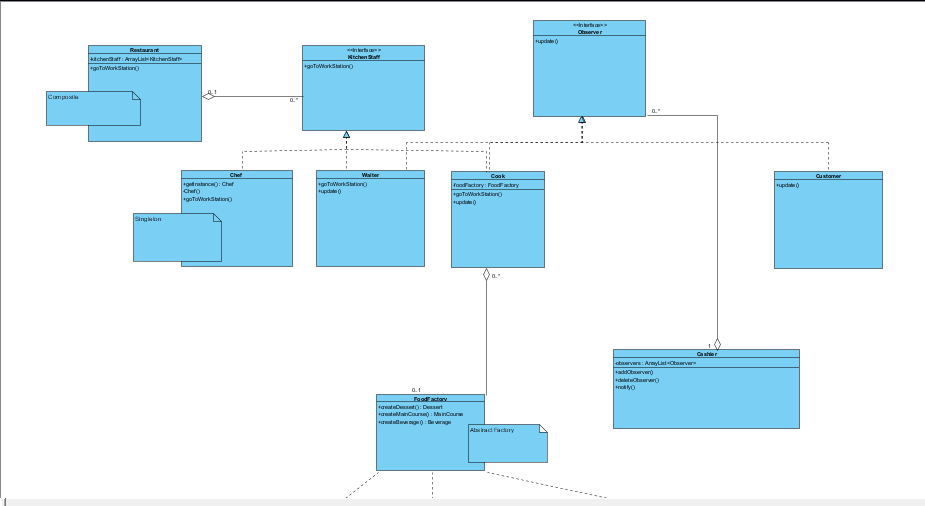 <<Interface>>
Observer
+update()
Restaurant
-kitchenStaff : ArrayList<KitchenStaff>
+goToWorkStation()
Composite
<<Interface>>
KitchenStaff
+goToWorkStation()
0..1
0..*
0..*
Chef
+getInstance() : Chef
-Chef()
+goToWorkStation()
Singleton
Waiter
+goToWorkStation()
+update()
Cook
-foodFactory : FoodFactory
+goToWorkStation()
+update()
Customer
+update()
0..*
1
Cashier
-observers : ArrayList<Observer>
+addObserver()
+deleteObserver()
+notify()
0..1
FoodFactory
+createDessert() : Dessert
+createMainCourse() : MainCourse
+createBeverage() : Beverage
Abstract Factory